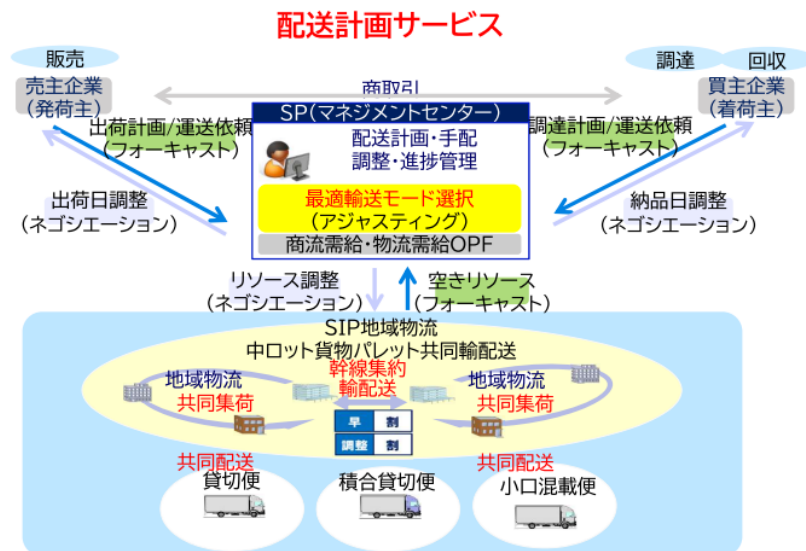 配送計画サービス
販売
調達
回収
売主企業
(発荷主)
商取引
買主企業
(着荷主)
SP(マネジメントセンター)
出荷計画/運送依頼
(フォーキャスト)
配送計画・手配
調整・進捗管理
調達計画/運送依頼
(フォーキャスト)
出荷日調整
(ネゴシエーション)
最適輸送モード選択
(アジャスティング)
納品日調整
(ネゴシエーション)
商流需給・物流需給OPF
リソース調整
(ネゴシエーション)
空きリソース
(フォーキャスト)
SIP地域物流
中ロット貨物パレット共同輸配送
幹線集約
輸配送
地域物流
共同集荷
地域物流
共同集荷
早 割
調整 割
共同配送
共同配送
貸切便
積合貸切便
小口混載便